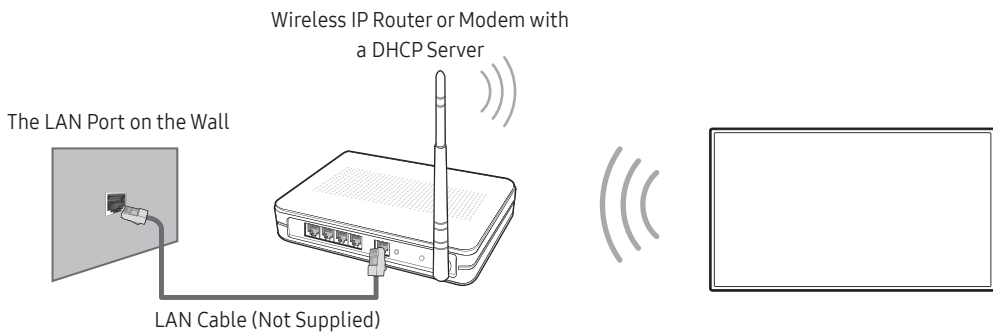 Wireless IP Router or Modem with
a DHCP Server
The LAN Port on the Wall
LAN Cable (Not Supplied)